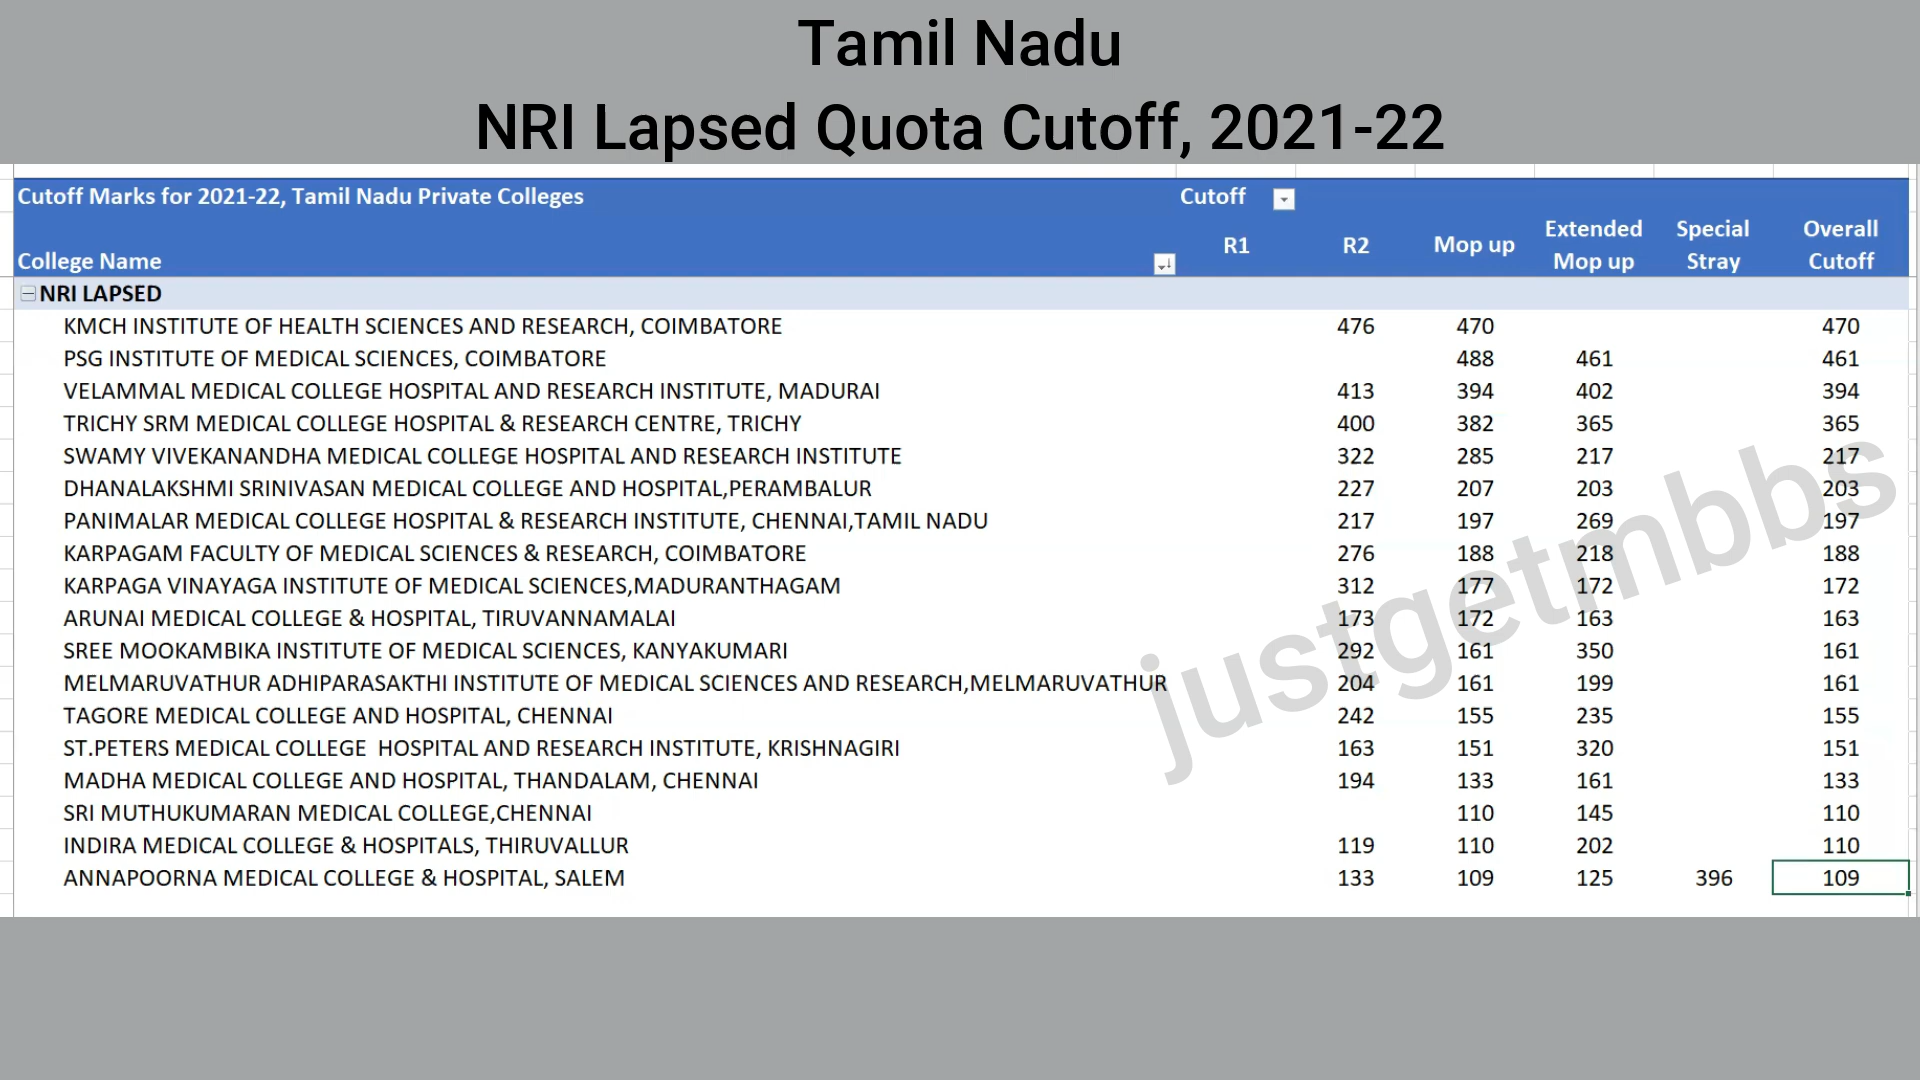 Tamil Nadu
NRI Lapsed Quota Cutoff, 2021-22
Cutoff Marks for 2021-22, Tamil Nadu Private Colleges Cutoff
College Name R1 R2 Mop up Extended Mop up Special Stray Overall Cutoff
NRI LAPSED
KMCH INSTITUTE OF HEALTH SCIENCES AND RESEARCH, COIMBATORE 476 470 470
PSG INSTITUTE OF MEDICAL SCIENCES, COIMBATORE 488 461 461
VELAMMAL MEDICAL COLLEGE HOSPITAL AND RESEARCH INSTITUTE, MADURAI 413 394 402 394
TRICHY SRM MEDICAL COLLEGE HOSPITAL & RESEARCH CENTRE, TRICHY 400 382 365 365
SWAMY VIVEKANANDHA MEDICAL COLLEGE HOSPITAL AND RESEARCH INSTITUTE 322 285 217 217
DHANALAKSHMI SRINIVASAN MEDICAL COLLEGE AND HOSPITAL,PERAMBALUR 227 207 203 203
PANIMALAR MEDICAL COLLEGE HOSPITAL & RESEARCH INSTITUTE, CHENNAI,TAMIL NADU 217 197 269 197
KARPAGAM FACULTY OF MEDICAL SCIENCES & RESEARCH, COIMBATORE 276 188 218 188
KARPAGA VINAYAGA INSTITUTE OF MEDICAL SCIENCES,MADURANTHAGAM 312 177 172 172
ARUNAI MEDICAL COLLEGE & HOSPITAL, TIRUVANNAMALAI 173 172 163 163
SREE MOOKAMBIKA INSTITUTE OF MEDICAL SCIENCES, KANYAKUMARI 292 161 350 161
MELMARUVATHUR ADHIPARASAKTHI INSTITUTE OF MEDICAL SCIENCES AND RESEARCH,MELMARUVATHUR 204 161 199 161
TAGORE MEDICAL COLLEGE AND HOSPITAL, CHENNAI 242 155 235 155
ST.PETERS MEDICAL COLLEGE  HOSPITAL AND RESEARCH INSTITUTE, KRISHNAGIRI 163 151 320 151
MADHA MEDICAL COLLEGE AND HOSPITAL, THANDALAM, CHENNAI 194 133 161 133
SRI MUTHUKUMARAN MEDICAL COLLEGE,CHENNAI 110 145 110
INDIRA MEDICAL COLLEGE & HOSPITALS, THIRUVALLUR 119 110 202 110
ANNAPOORNA MEDICAL COLLEGE & HOSPITAL, SALEM 133 109 125 396 109
justgetmbbs